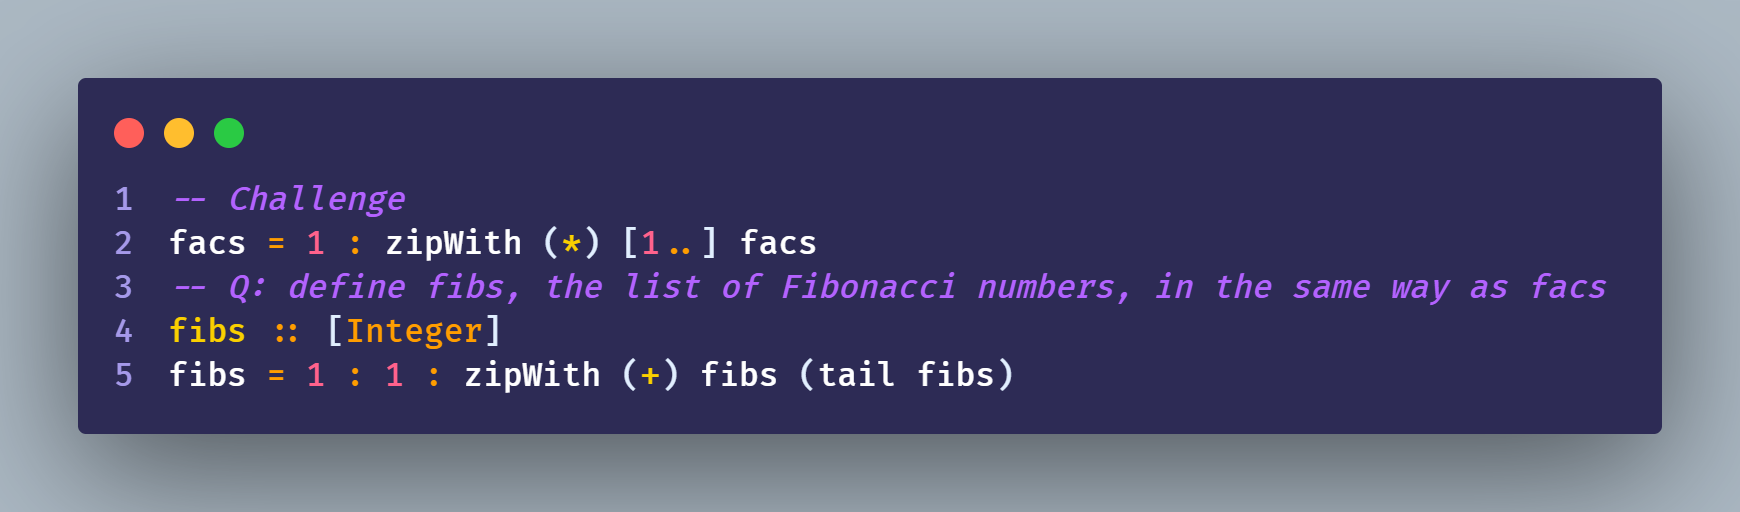 1 -- Challenge
2 facs = 1 : zipWith (*) [1..] facs
3 -- Q: define fibs, the list of Fibonacci numbers, in the same way as facs
4 fibs :: [Integer]
5 fibs = 1 : 1 : zipWith (+) fibs (tail fibs)